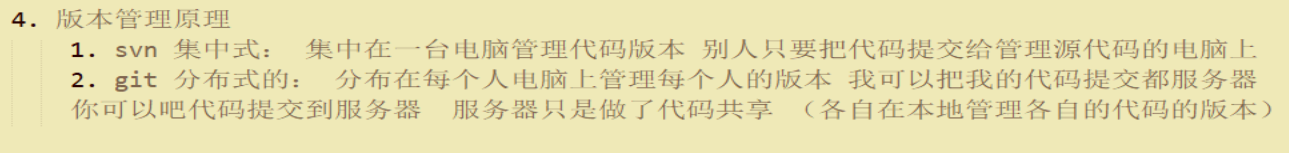 4. 版本管理原理
1. svn 集中式： 集中在一台电脑管理代码版本 别人只要把代码提交给管理源代码的电脑上
2. git 分布式的： 分布在每个人电脑上管理每个人的版本 我可以把我的代码提交都服务器
你可以吧代码提交到服务器 服务器只是做了代码共享 （各自在本地管理各自的代码的版本）